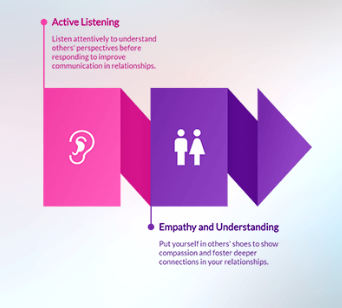 Active Listening
Listen attentively to understand
others' perspectives before
responding to improve
communication in relationships.
Empathy and Understanding
Put yourself in others' shoes to show
compassion and foster deeper
connections in your relationships.